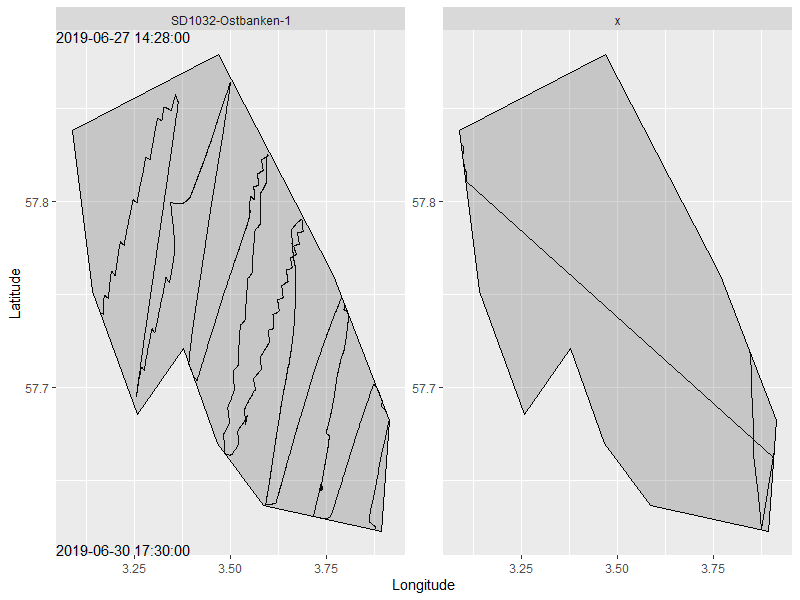 SD1032-Ostbanken-1
x
2019-06-27 14:28:00
57.8
57.8
Latitude
57.7
57.7
2019-06-30 17:30:00
3.25 3.50 3.75
3.25 3.50 3.75
Longitude